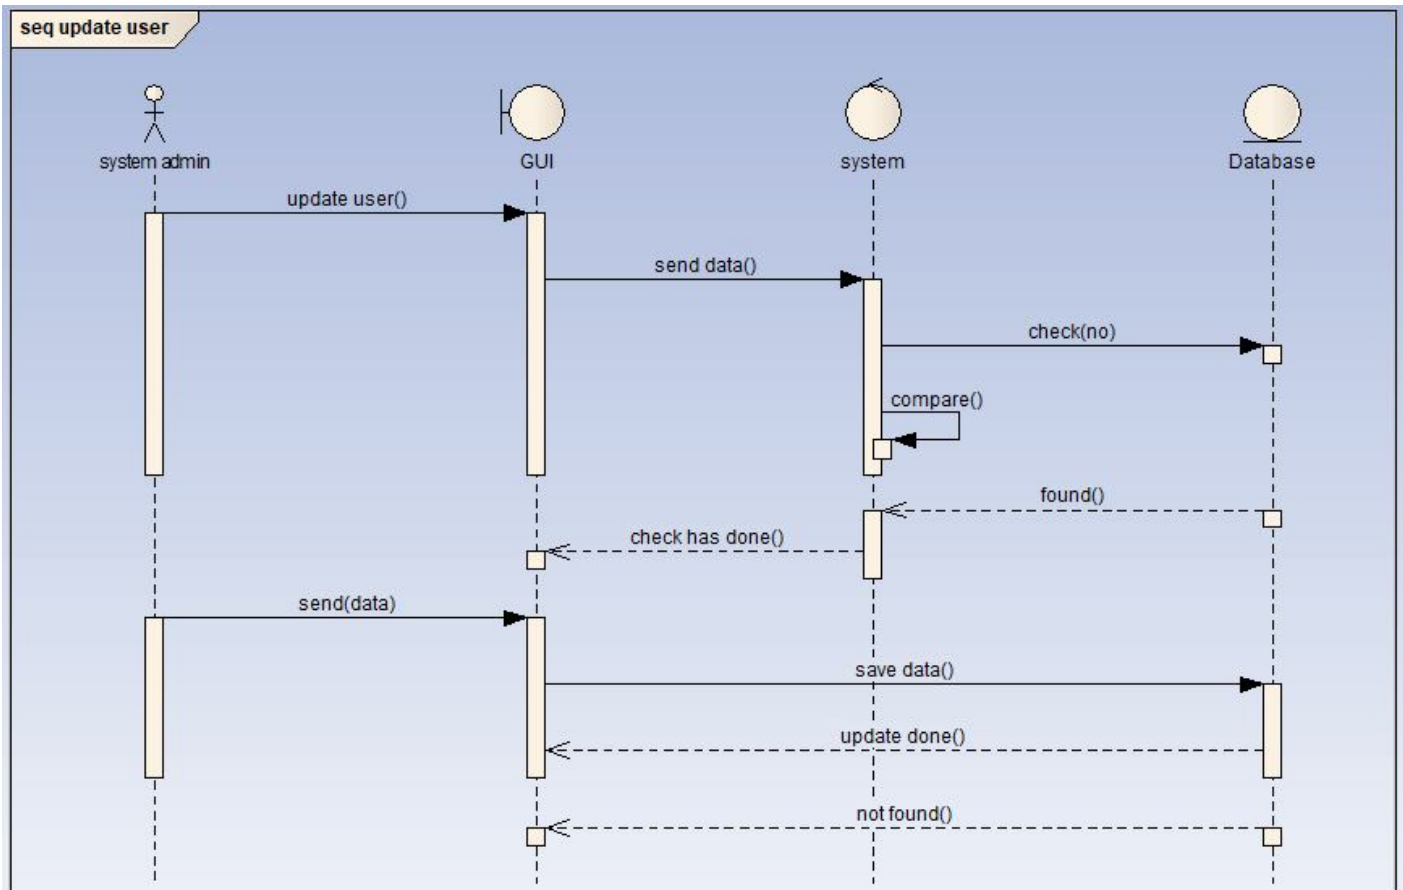 seq update user
system admin
GUI
system
Database
update user()
send data()
check(no)
compare()
found()
check has done()
send(data)
save data()
update done()
not found()